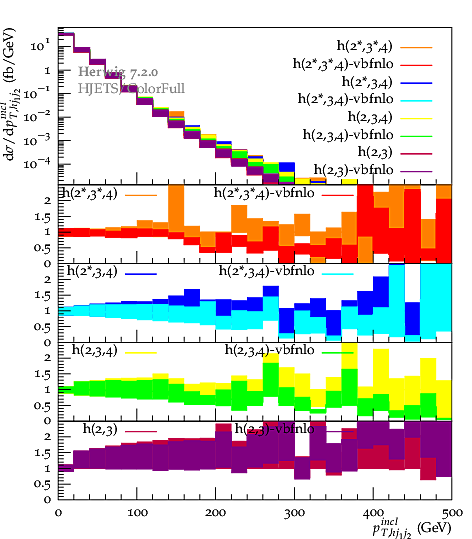 dσ/dp_{T,hj_1j_2}^{incl} (fb/GeV)
10^1
1
10^{-1}
10^{-2}
10^{-3}
10^{-4}
Herwig 7.2.0
HJETS/ColorFull
h(2*,3*,4)
h(2*,3*,4)-vbfnlo
h(2*,3,4)
h(2*,3,4)-vbfnlo
h(2,3,4)
h(2,3,4)-vbfnlo
h(2,3)
h(2,3)-vbfnlo
h(2*,3*,4) h(2*,3*,4)-vbfnlo
2
1.5
1
0.5
0
h(2*,3,4) h(2*,3,4)-vbfnlo
2
1.5
1
0.5
0
h(2,3,4) h(2,3,4)-vbfnlo
2
1.5
1
0.5
0
h(2,3) h(2,3)-vbfnlo
2
1.5
1
0.5
0
0 100 200 300 400 500
p_{T,hj_1j_2}^{incl} (GeV)